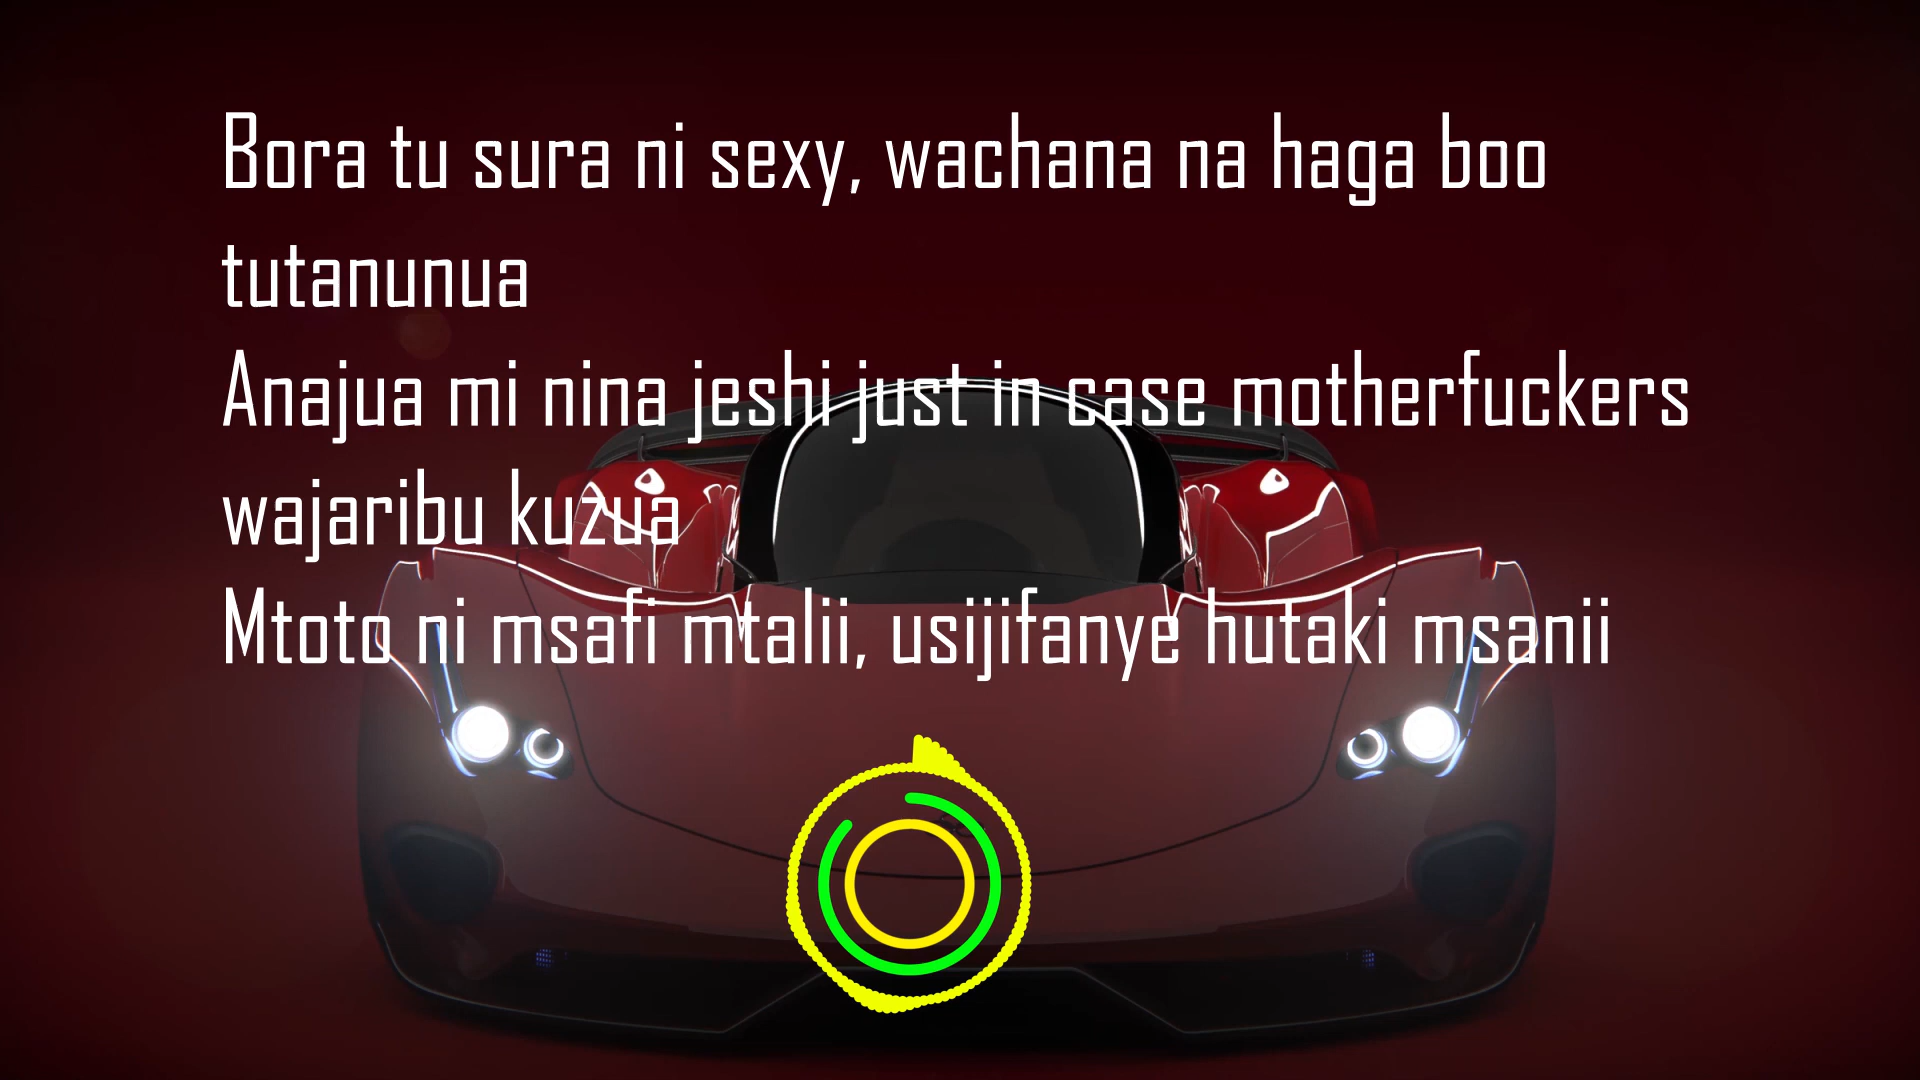 Bora tu sura ni sexy, wachana na haga boo
tutanunua
Anajua mi nina jeshi just in case motherfuckers
wajaribu kuzua
Mtoto ni msafi mtalii, usijifanye hutaki msanii